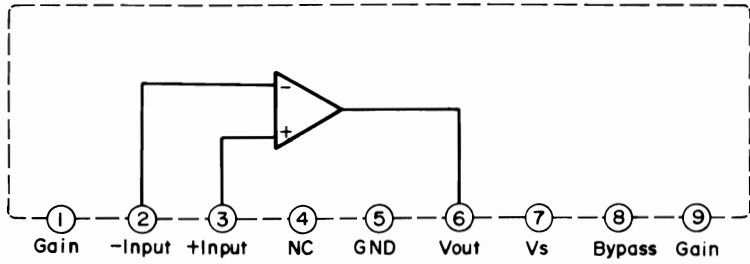 -
+
1 2 3 4 5 6 7 8 9
Gain -Input +Input NC GND Vout Vs Bypass Gain